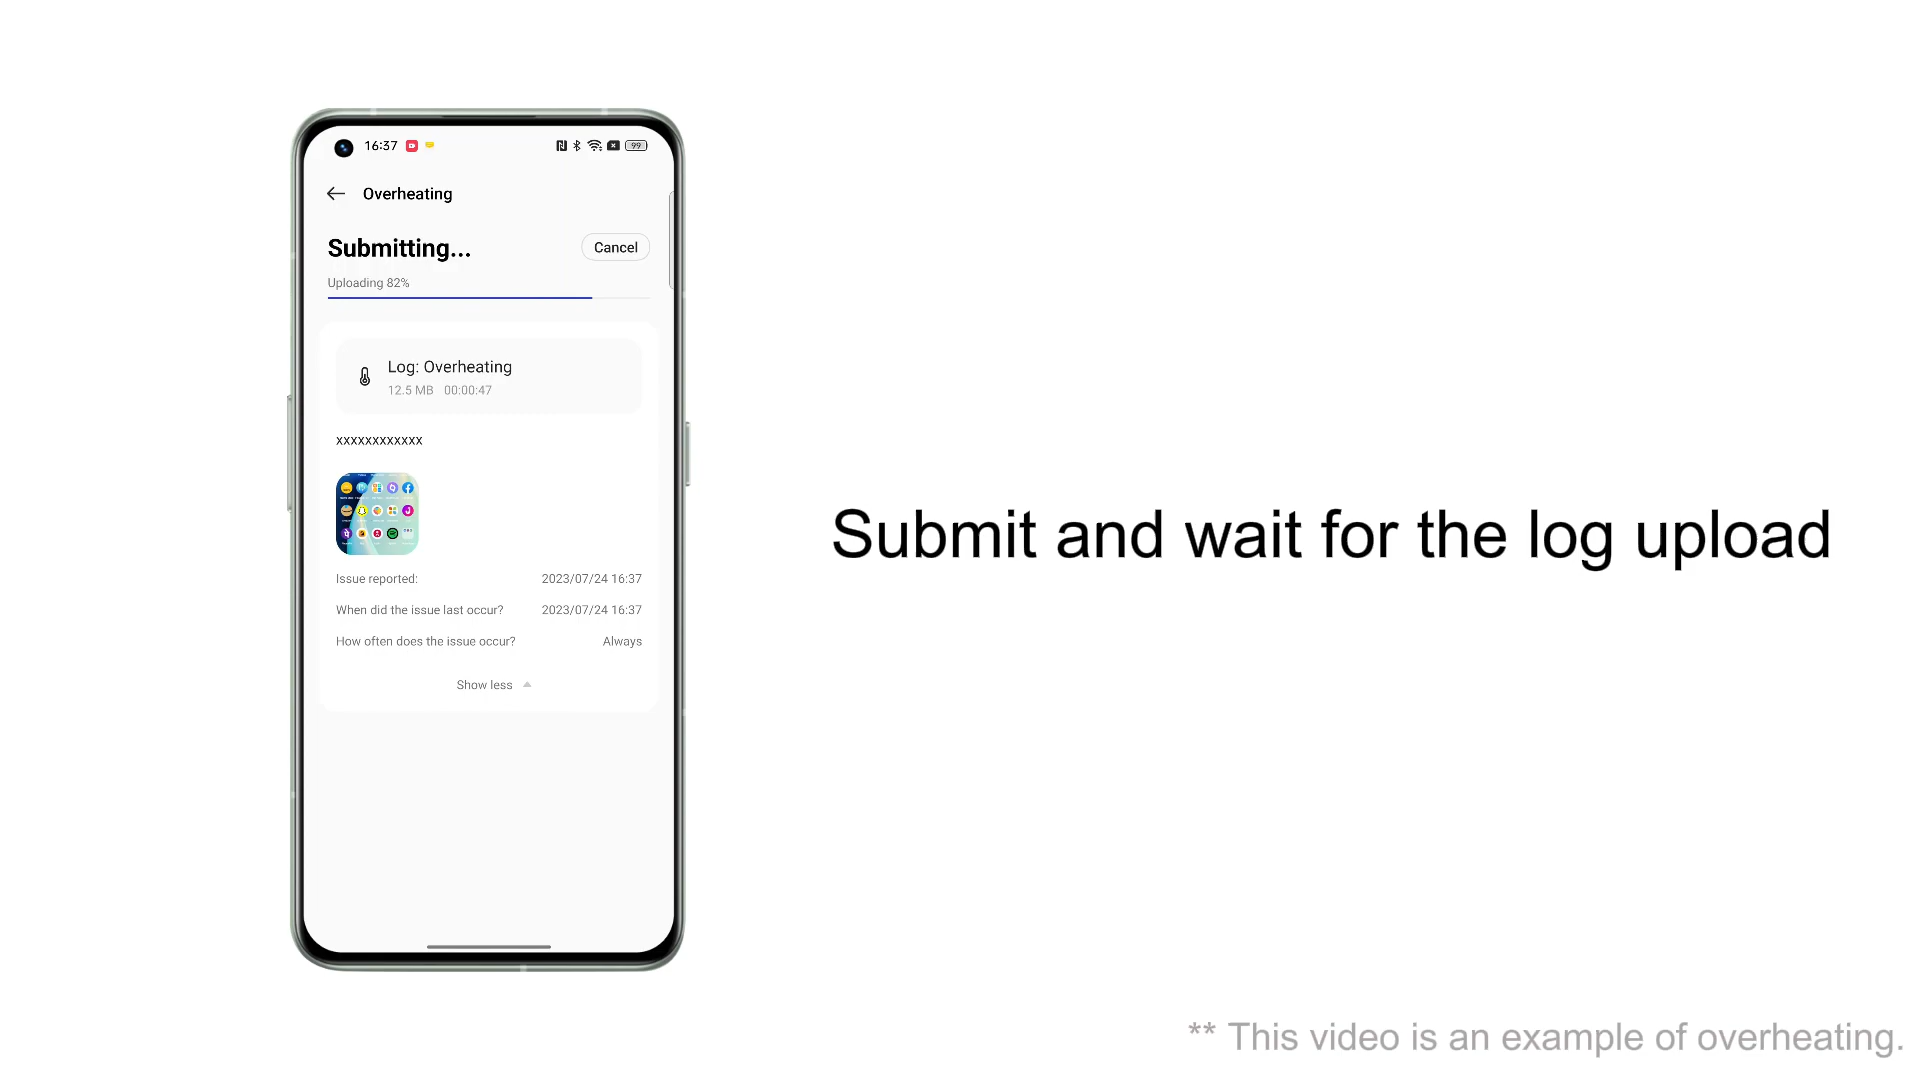 16:37
99
Overheating
Submitting...
Cancel
Uploading 82%
Log: Overheating
12.5 MB 00:00:47
xxxxxxxxxxxx
Issue reported: 2023/07/24 16:37
When did the issue last occur? 2023/07/24 16:37
How often does the issue occur? Always
Show less
Submit and wait for the log upload
** This video is an example of overheating.